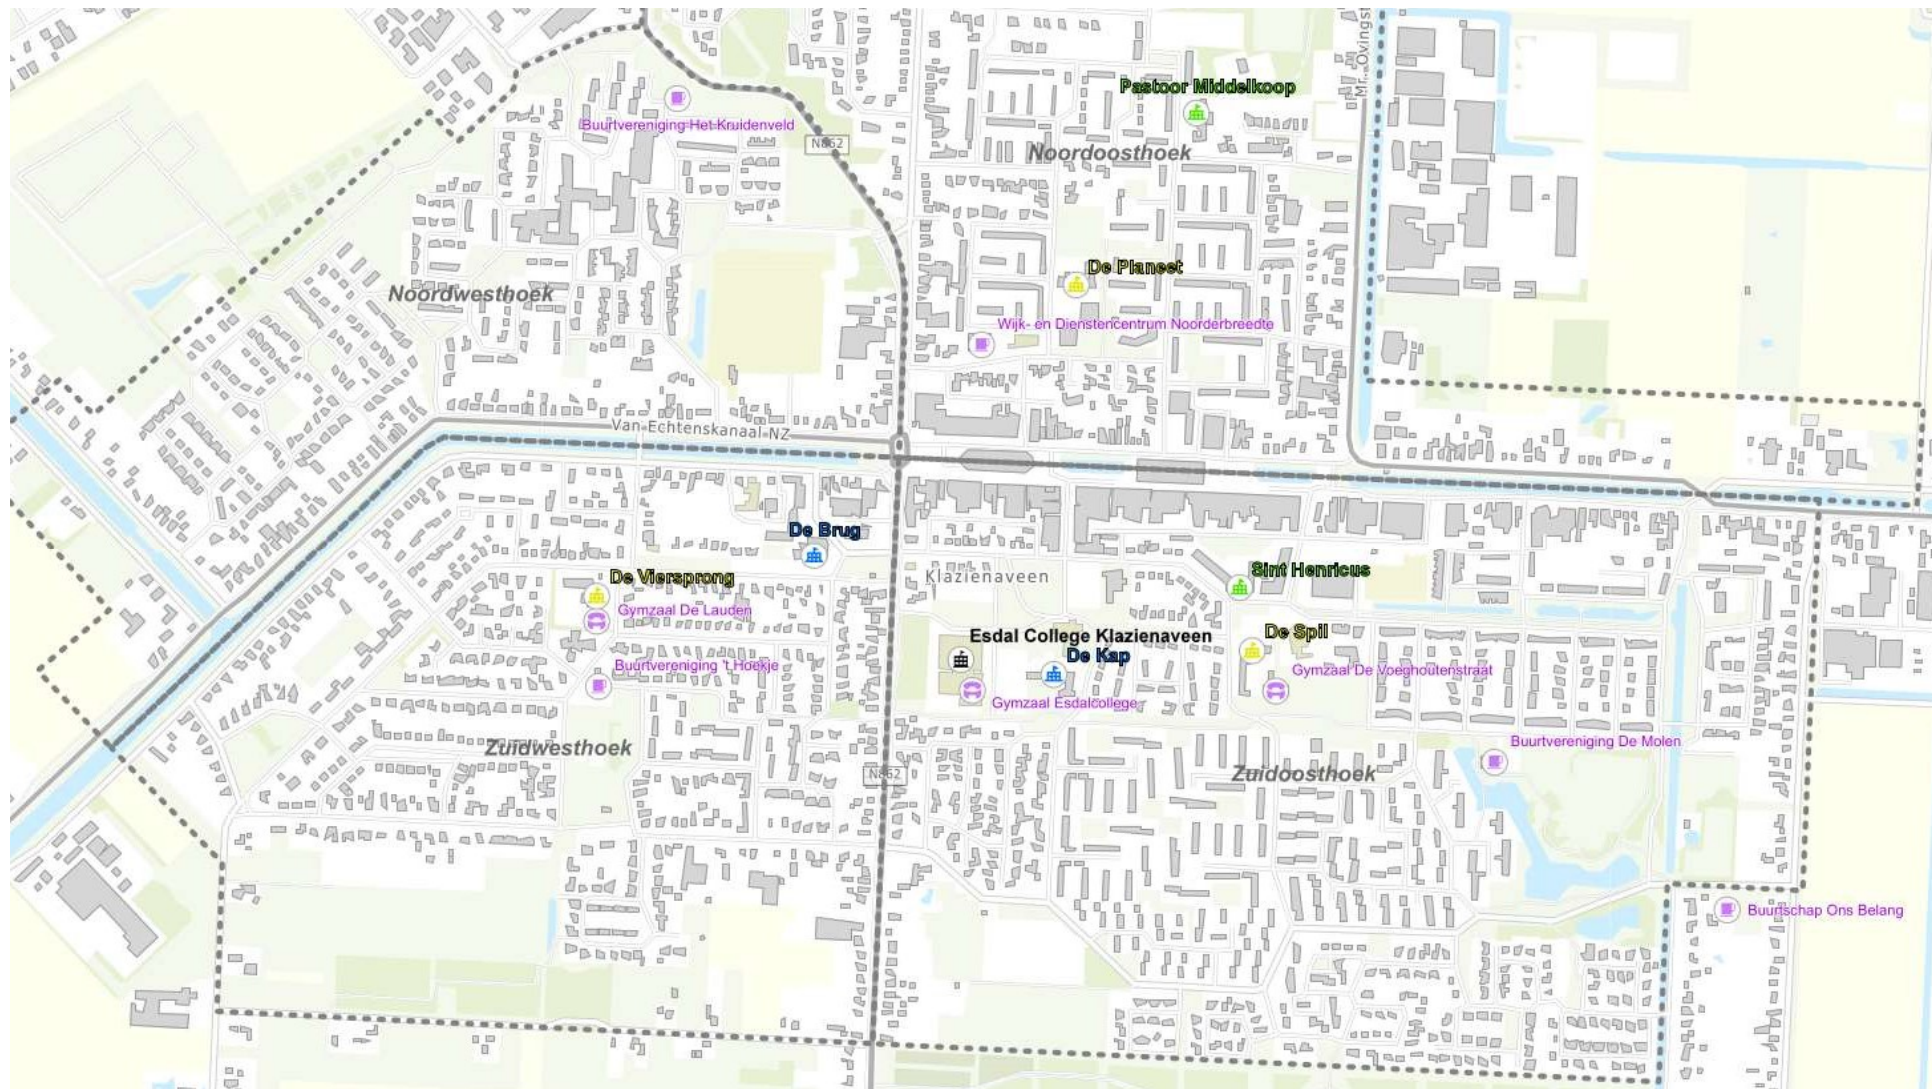 Mr. Ovingst
Pastoor Middelkoop
Buurtvereniging Het Kruidenveld
N862
Noordoosthoek
De Planeet
Noordwesthoek
Wijk- en Dienstencentrum Noorderbreedte
Van Echtenskanaal NZ
De Brug
De Viersprong
Klazienaveen
Sint Henricus
Gymzaal De Lauden
Esdal College Klazienaveen
De Spil
De Kap
Buurtvereniging 't Hoekje
Gymzaal De Voeghoutenstraat
Gymzaal Esdalcollege
Zuidwesthoek
Buurtvereniging De Molen
N862
Zuidoosthoek
Buurtschap Ons Belang